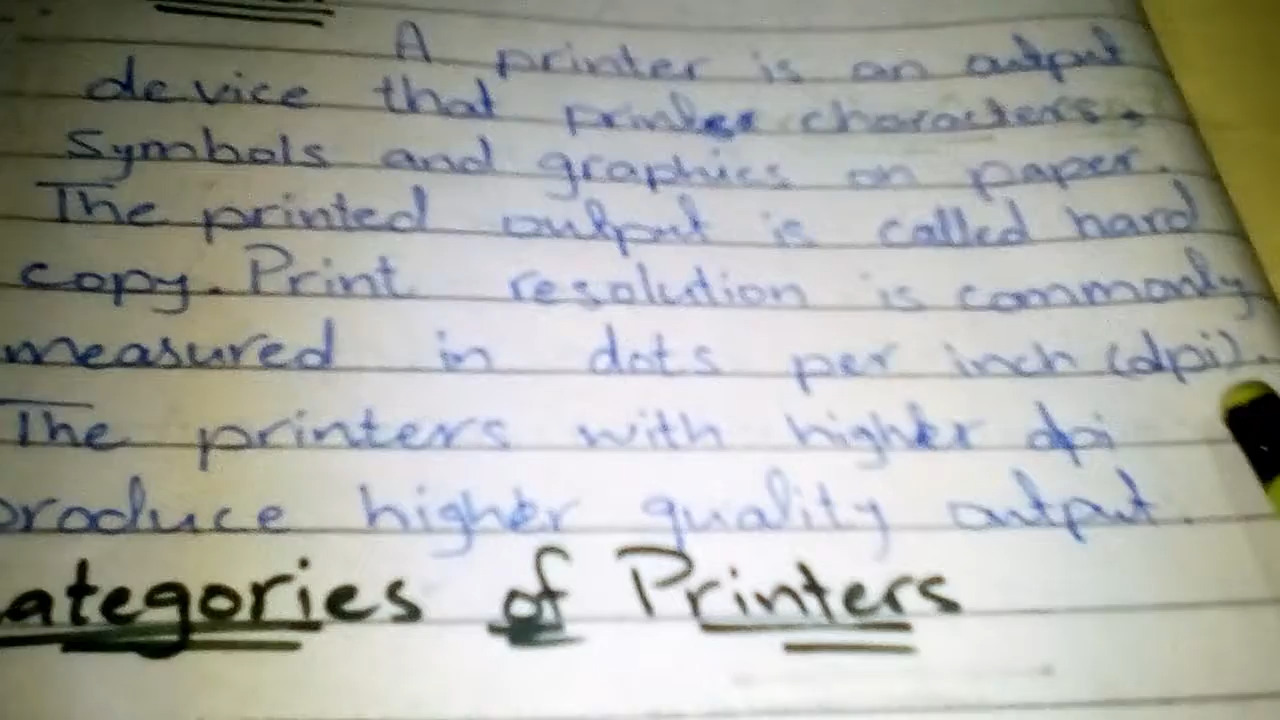 A printer is an output
device that printes characters,
Symbols and graphics on paper.
The printed output is called hard
copy. Print resolution is commonly
measured in dots per inch (dpi).
The printers with higher dpi
produce higher quality output.
ategories of Printers